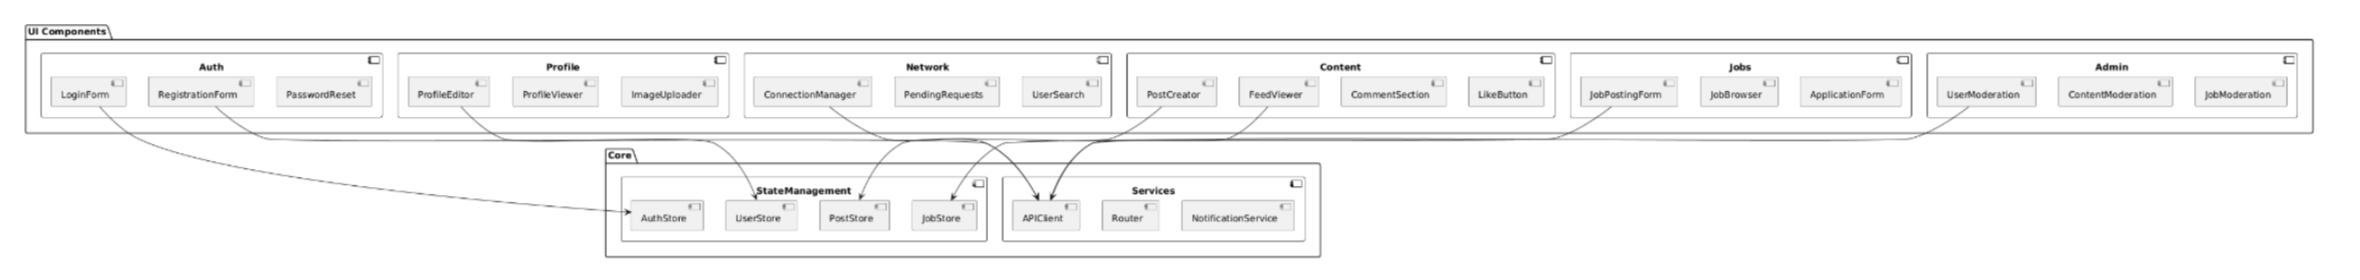 UI Components
Auth
Profile
Network
Content
Jobs
Admin
LoginForm
RegistrationForm
PasswordReset
ProfileEditor
ProfileViewer
ImageUploader
ConnectionManager
PendingRequests
UserSearch
PostCreator
FeedViewer
CommentSection
LikeButton
JobPostingForm
JobBrowser
ApplicationForm
UserModeration
ContentModeration
JobModeration
Core
StateManagement
Services
AuthStore
UserStore
PostStore
JobStore
APIClient
Router
NotificationService